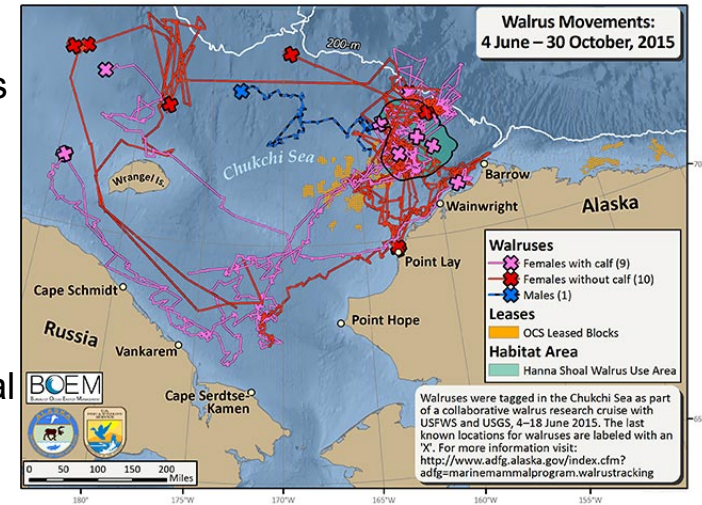 s
al
Walrus Movements:
4 June – 30 October, 2015
200-m
Chukchi Sea
Wrangel Is.
Barrow
Wainwright
Alaska
Point Lay
Cape Schmidt
Russia
Point Hope
Vankarem
Cape Serdtse-
Kamen
Walruses
Females with calf (9)
Females without calf (10)
Males (1)
Leases
OCS Leased Blocks
Habitat Area
Hanna Shoal Walrus Use Area
BOEM
Walruses were tagged in the Chukchi Sea as part
of a collaborative walrus research cruise with
USFWS and USGS, 4–18 June 2015. The last
known locations for walruses are labeled with an
'X'. For more information visit:
http://www.adfg.alaska.gov/index.cfm?
adfg=marinemammalprogram.walrustracking
0 50 100 150 200
Miles
180° 175°W 170°W 165°W 160°W 155°W
70
65